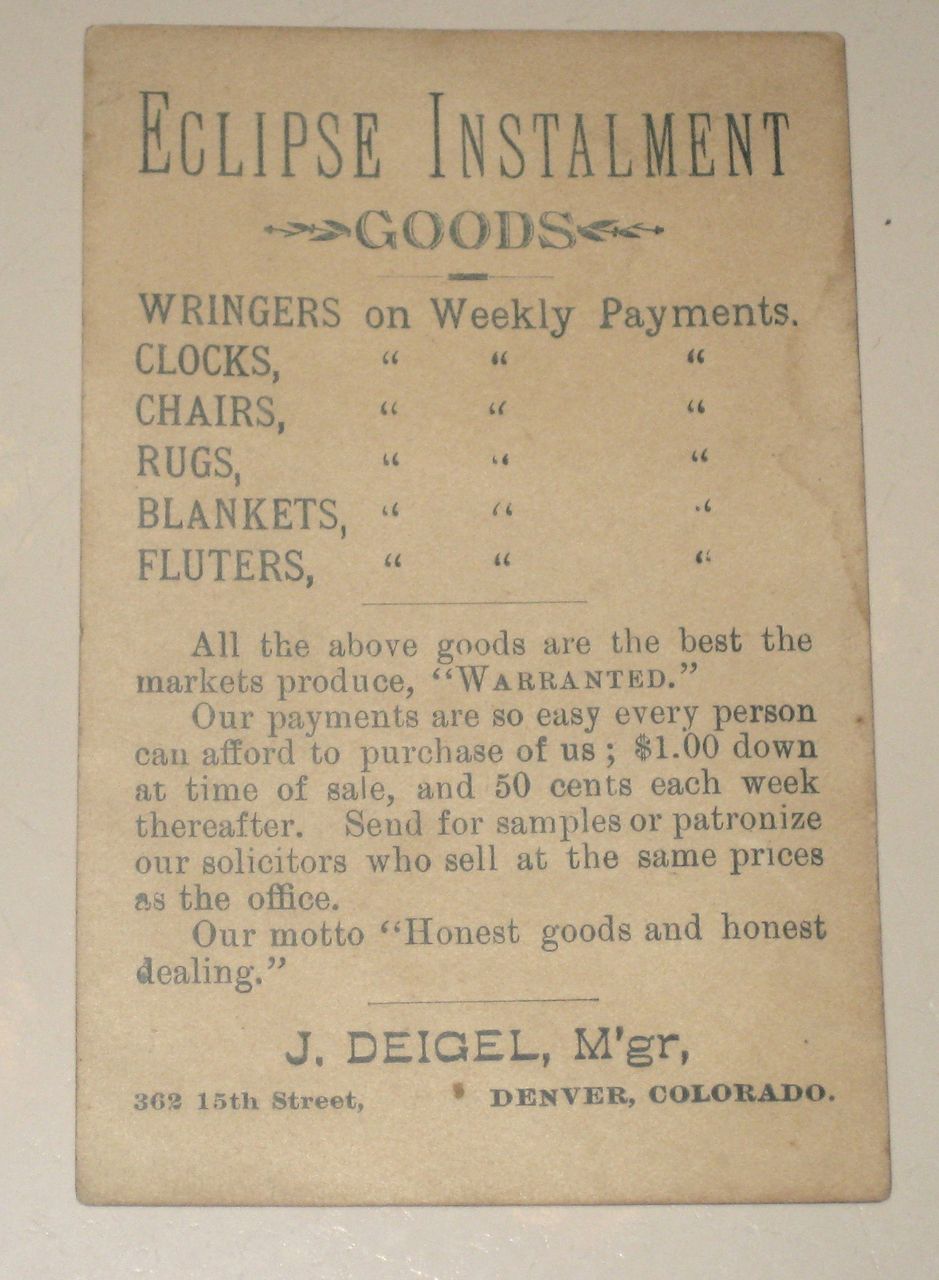 ECLIPSE INSTALMENT
GOODS
WRINGERS on Weekly Payments.
CLOCKS, “ “ “
CHAIRS, “ “ “
RUGS, “ “ “
BLANKETS, “ “ “
FLUTERS, “ “ “
All the above goods are the best the
markets produce, “WARRANTED.”
Our payments are so easy every person
can afford to purchase of us ; $1.00 down
at time of sale, and 50 cents each week
thereafter. Send for samples or patronize
our solicitors who sell at the same prices
as the office.
Our motto “Honest goods and honest
dealing.”
J. DEIGEL, M'gr,
362 15th Street, DENVER, COLORADO.